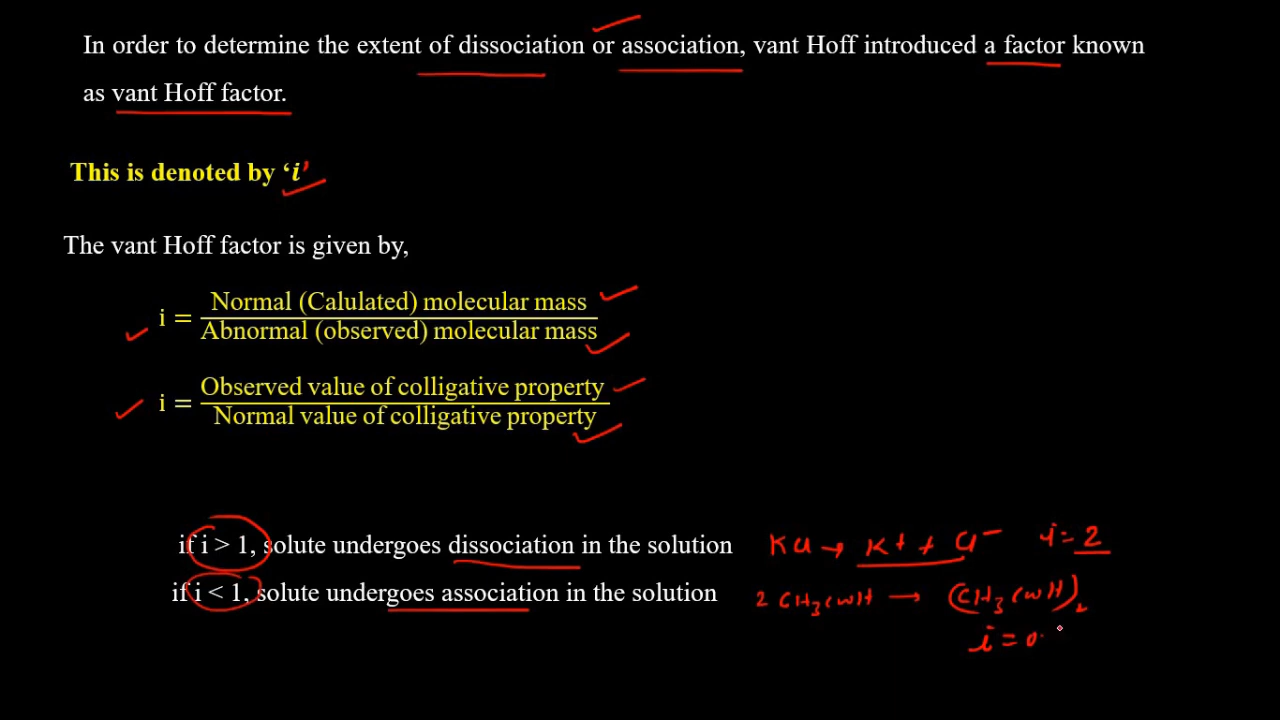 In order to determine the extent of dissociation or association, vant Hoff introduced a factor known
as vant Hoff factor.
This is denoted by ‘i’
The vant Hoff factor is given by,
i = Normal (Calulated) molecular mass
Abnormal (observed) molecular mass
i = Observed value of colligative property
Normal value of colligative property
if i > 1, solute undergoes dissociation in the solution KCl → K+ + Cl− i = 2
if i < 1, solute undergoes association in the solution 2 CH3COOH → (CH3COOH)2
i = 0.